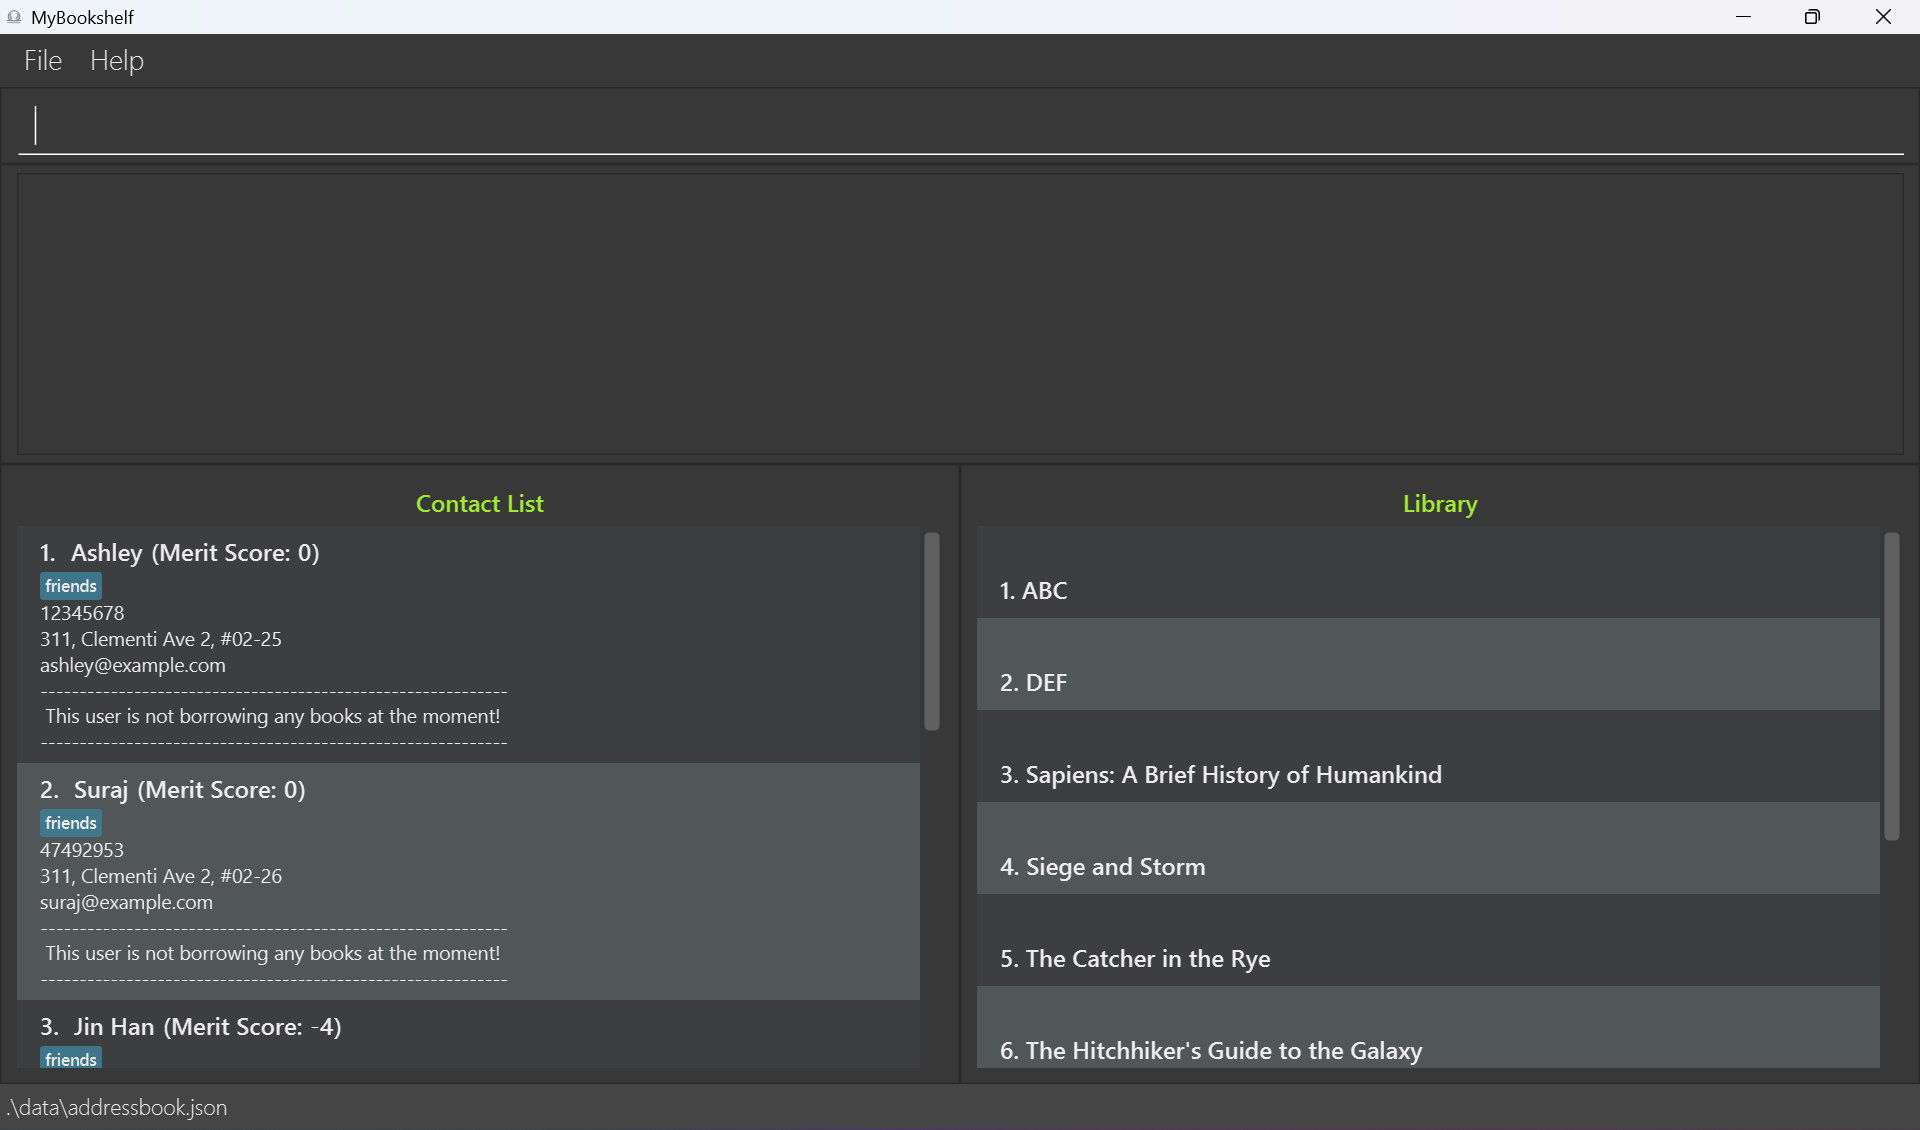 MyBookshelf
File Help
Contact List
1. Ashley (Merit Score: 0)
friends
12345678
311, Clementi Ave 2, #02-25
ashley@example.com
------------------------------------------------------------
This user is not borrowing any books at the moment!
------------------------------------------------------------
2. Suraj (Merit Score: 0)
friends
47492953
311, Clementi Ave 2, #02-26
suraj@example.com
------------------------------------------------------------
This user is not borrowing any books at the moment!
------------------------------------------------------------
3. Jin Han (Merit Score: -4)
friends
Library
1. ABC
2. DEF
3. Sapiens: A Brief History of Humankind
4. Siege and Storm
5. The Catcher in the Rye
6. The Hitchhiker's Guide to the Galaxy
.\data\addressbook.json